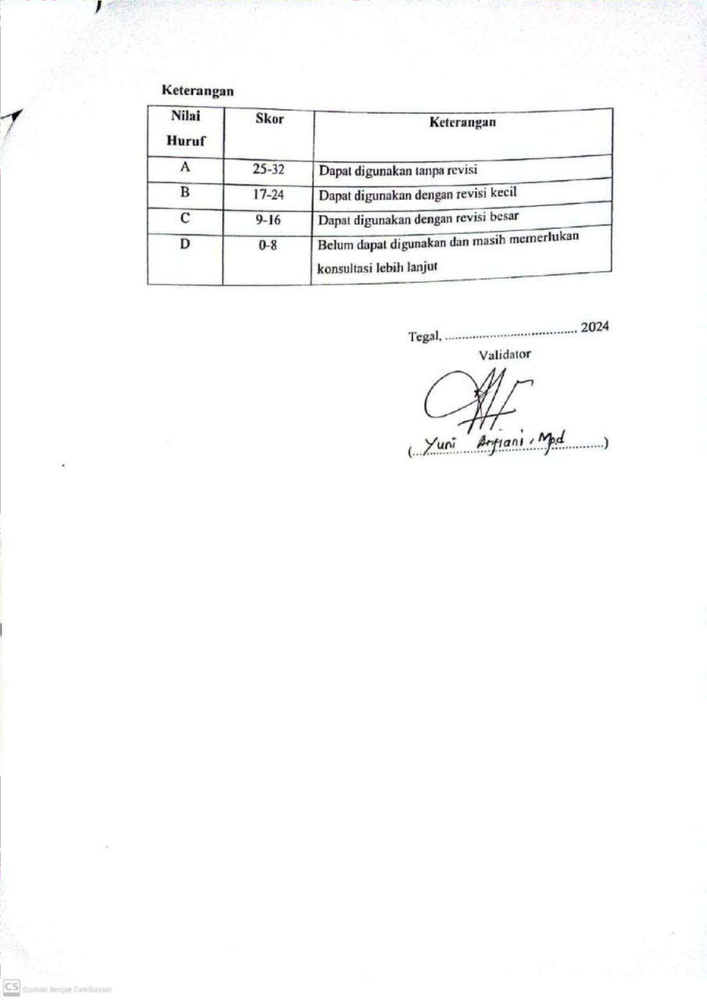 Keterangan
Nilai Huruf Skor Keterangan
A 25-32 Dapat digunakan tanpa revisi
B 17-24 Dapat digunakan dengan revisi kecil
C 9-16 Dapat digunakan dengan revisi besar
D 0-8 Belum dapat digunakan dan masih memerlukan
konsultasi lebih lanjut
Tegal, .......................................... 2024
Validator
(... Yuni Arfiani, Mpd ..........)
CS Dipindai dengan CamScanner